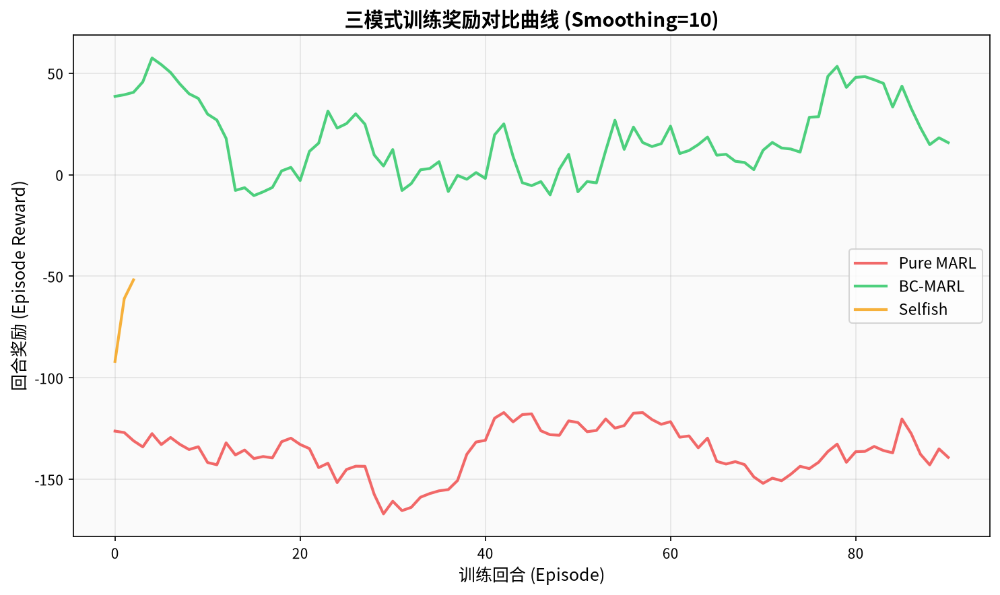 三模式训练奖励对比曲线 (Smoothing=10)
回合奖励 (Episode Reward)
50
0
-50
-100
-150
Pure MARL
BC-MARL
Selfish
0 20 40 60 80
训练回合 (Episode)